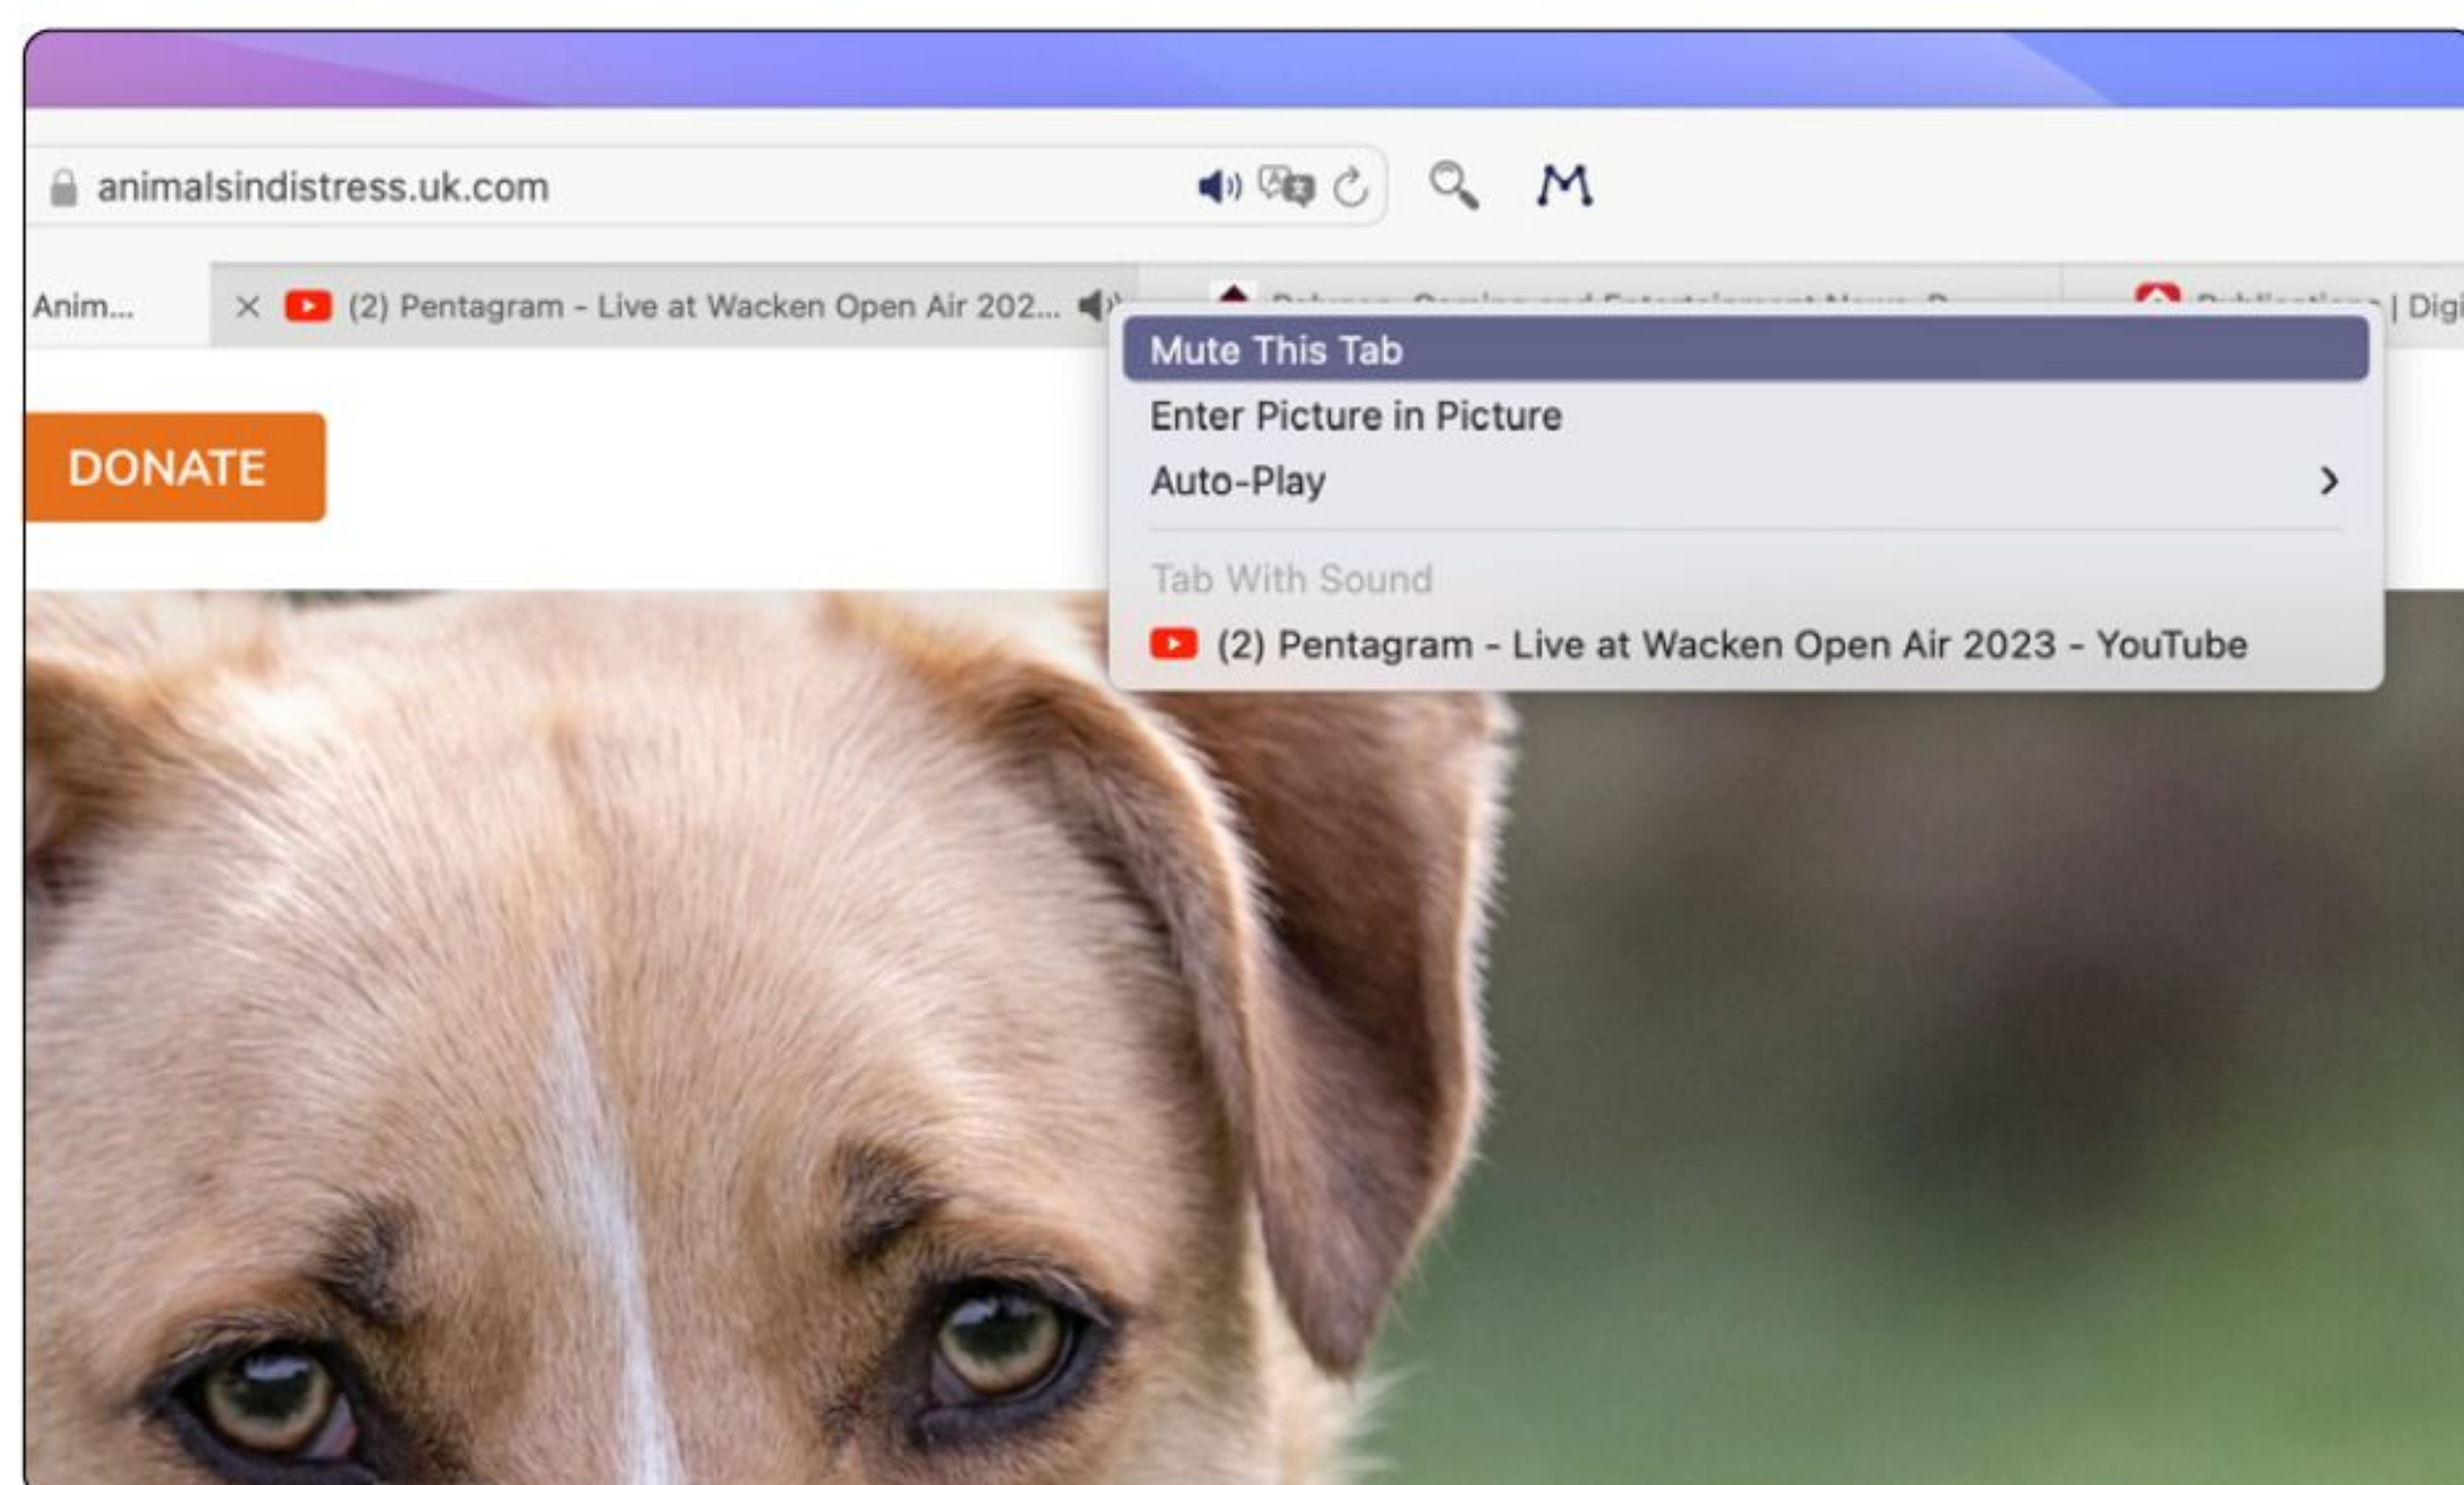 animalsindistress.uk.com
Anim...
(2) Pentagram - Live at Wacken Open Air 202...
| Digi
Mute This Tab
Enter Picture in Picture
Auto-Play
Tab With Sound
(2) Pentagram - Live at Wacken Open Air 2023 - YouTube
DONATE